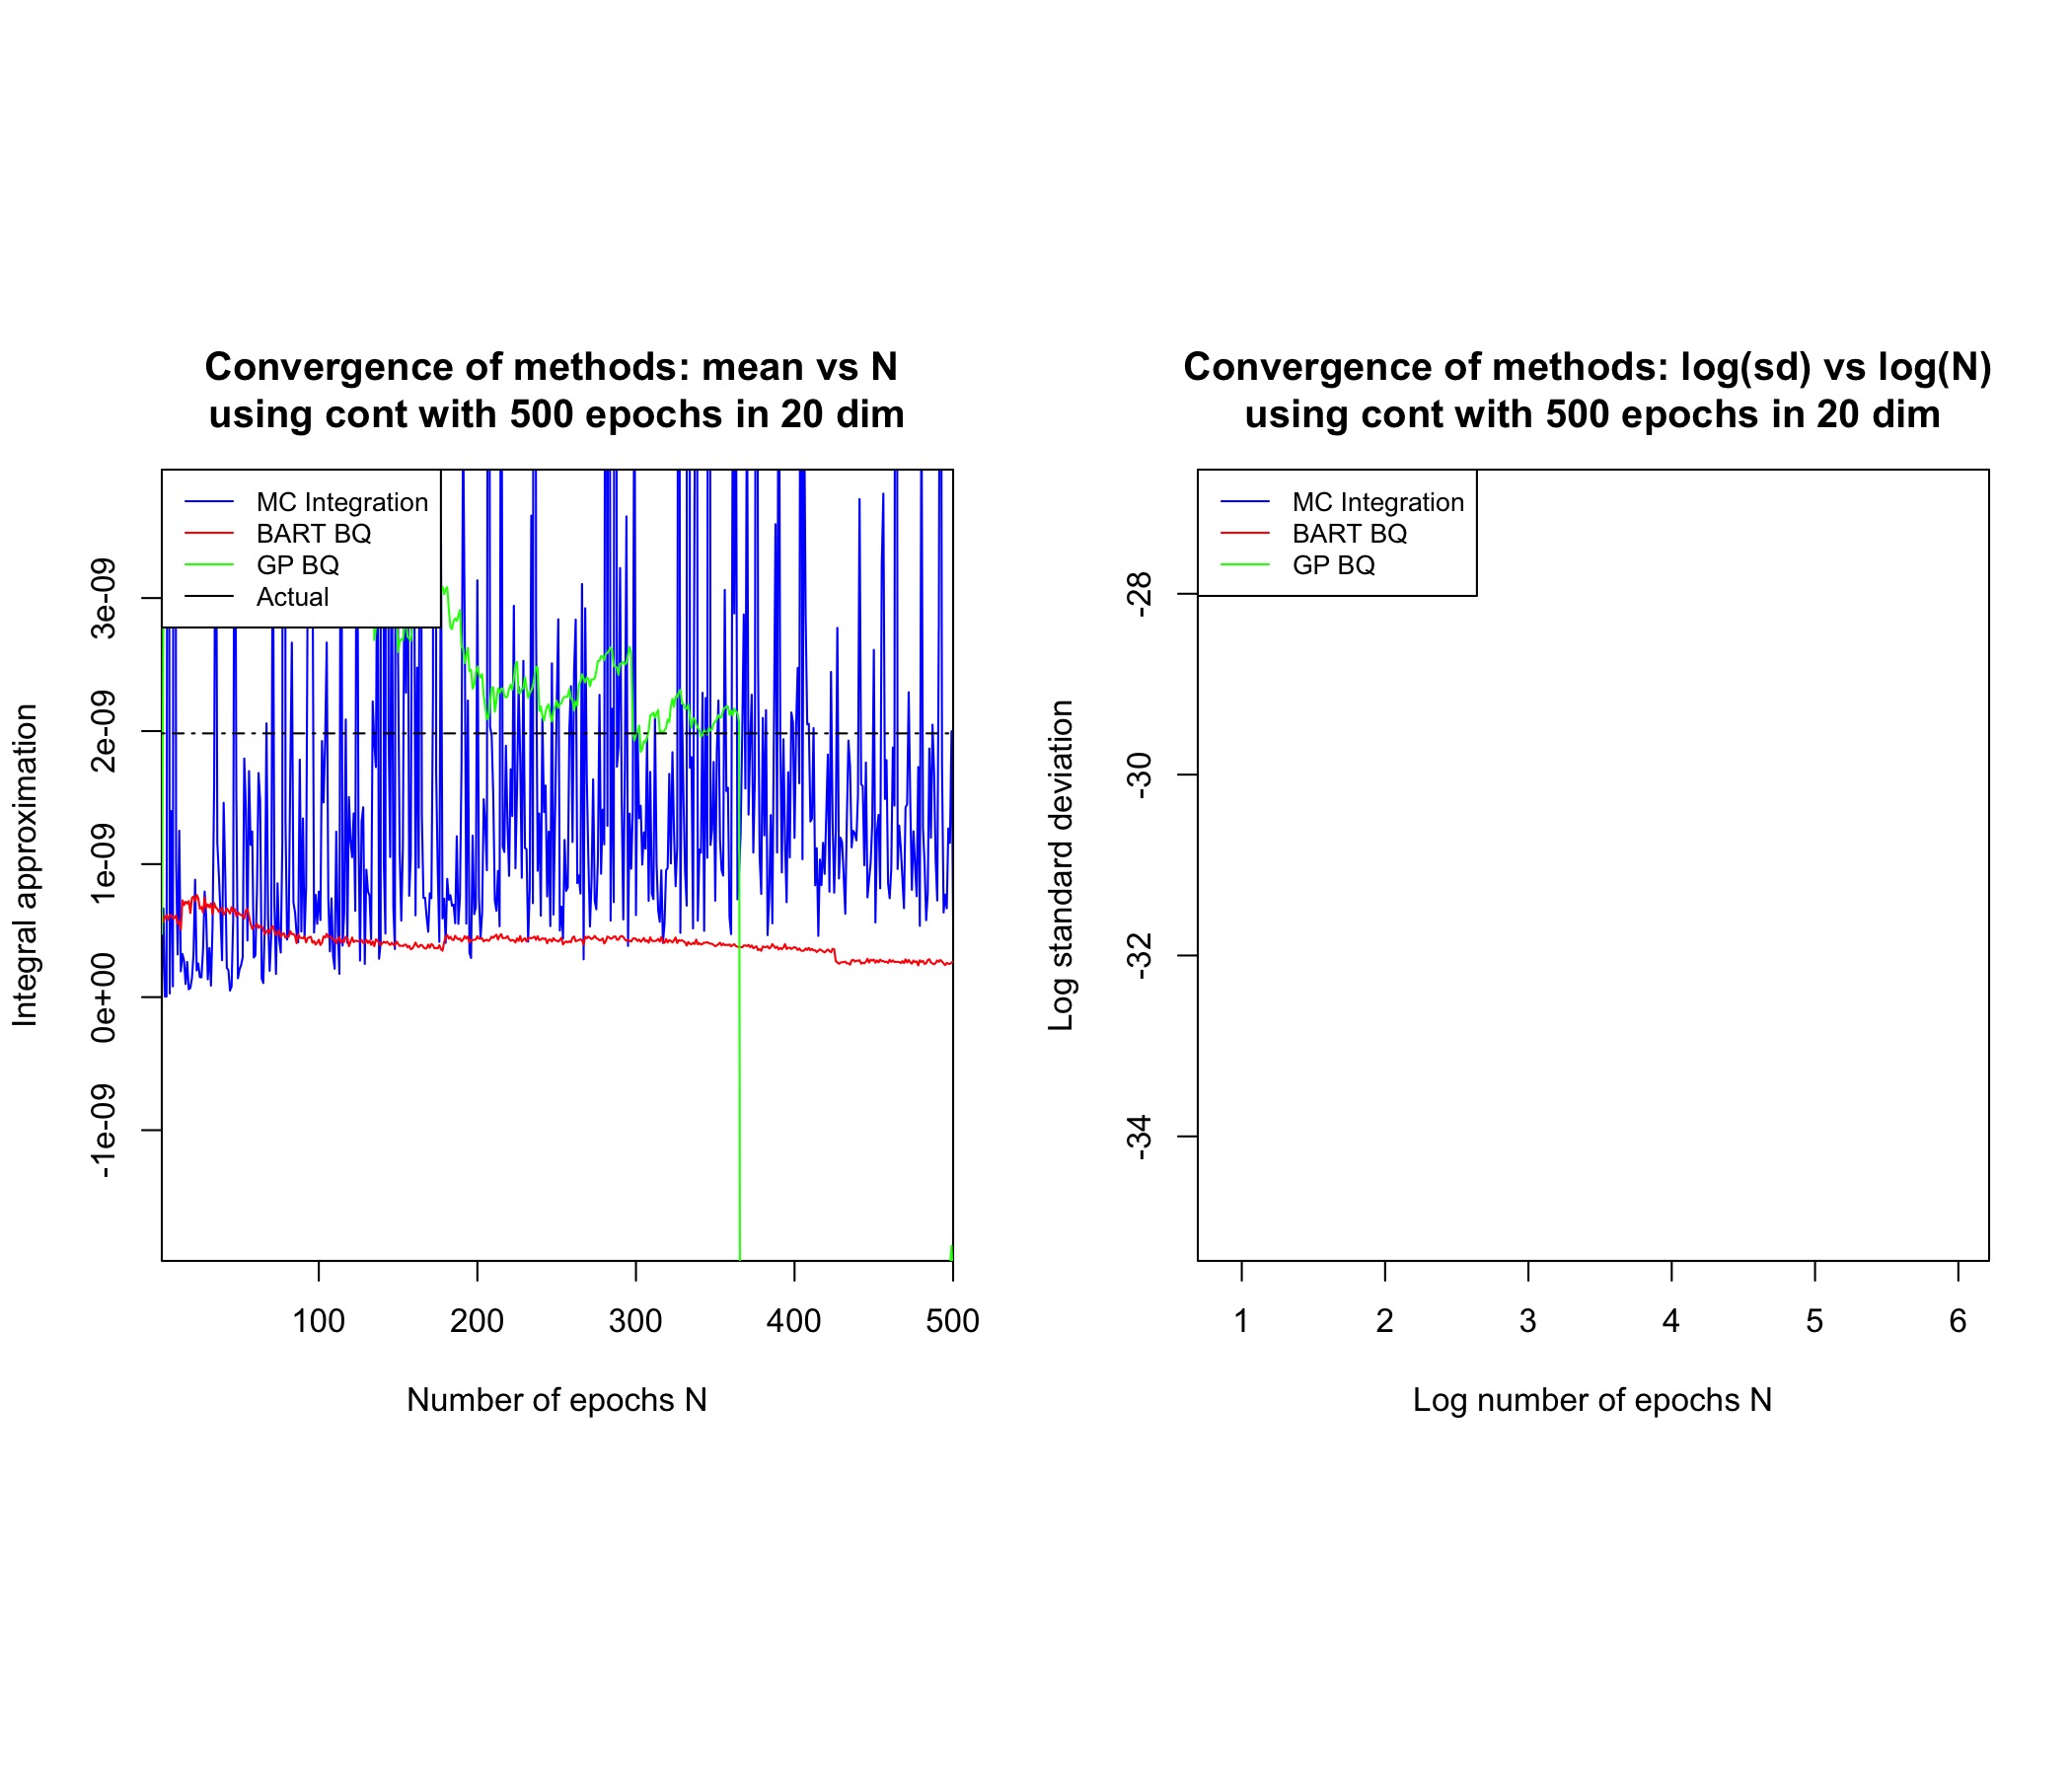 Convergence of methods: mean vs N
using cont with 500 epochs in 20 dim
MC Integration
BART BQ
GP BQ
Actual
Integral approximation
3e-09
2e-09
1e-09
0e+00
-1e-09
100
200
300
400
500
Number of epochs N
Convergence of methods: log(sd) vs log(N)
using cont with 500 epochs in 20 dim
MC Integration
BART BQ
GP BQ
Log standard deviation
-28
-30
-32
-34
1
2
3
4
5
6
Log number of epochs N